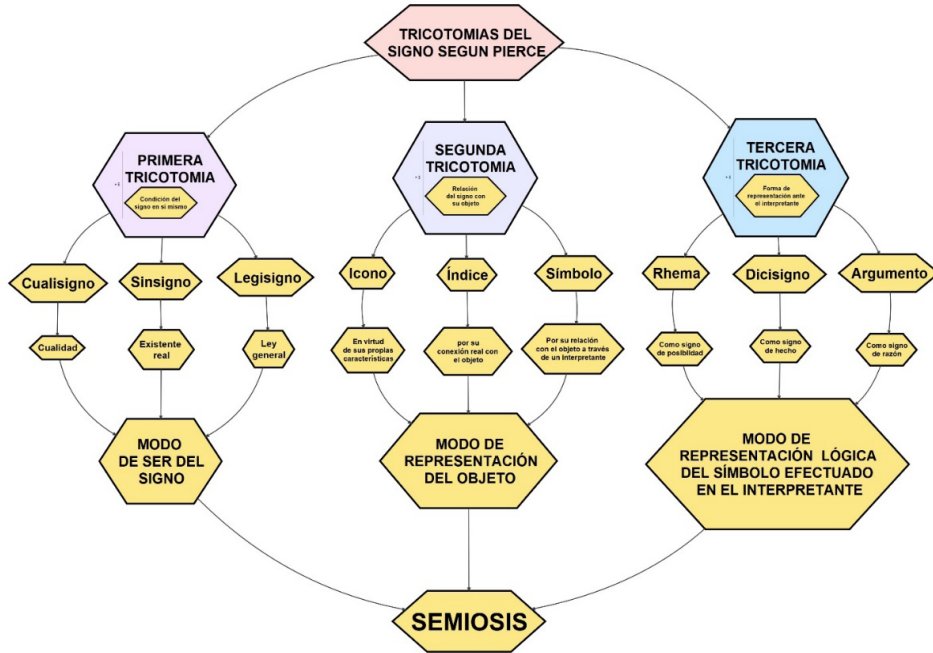 TRICOTOMIAS DEL
SIGNO SEGUN PIERCE
PRIMERA
TRICOTOMIA
Condición del
signo en si mismo
SEGUNDA
TRICOTOMIA
Relación
del signo con
su objeto
TERCERA
TRICOTOMIA
Forma de
representación ante
el interpretante
Cualisigno
Sinsigno
Legisigno
Icono
Índice
Símbolo
Rhema
Dicisigno
Argumento
Cualidad
Existente
real
Ley
general
En virtud
de sus propias
características
por su
conexión real con
el objeto
Por su relación
con el objeto a través
de un interpretante
Como signo
de posiblidad
Como signo
de hecho
Como signo
de razón
MODO
DE SER DEL
SIGNO
MODO DE
REPRESENTACIÓN
DEL OBJETO
MODO DE
REPRESENTACIÓN LÓGICA
DEL SÍMBOLO EFECTUADO
EN EL INTERPRETANTE
SEMIOSIS